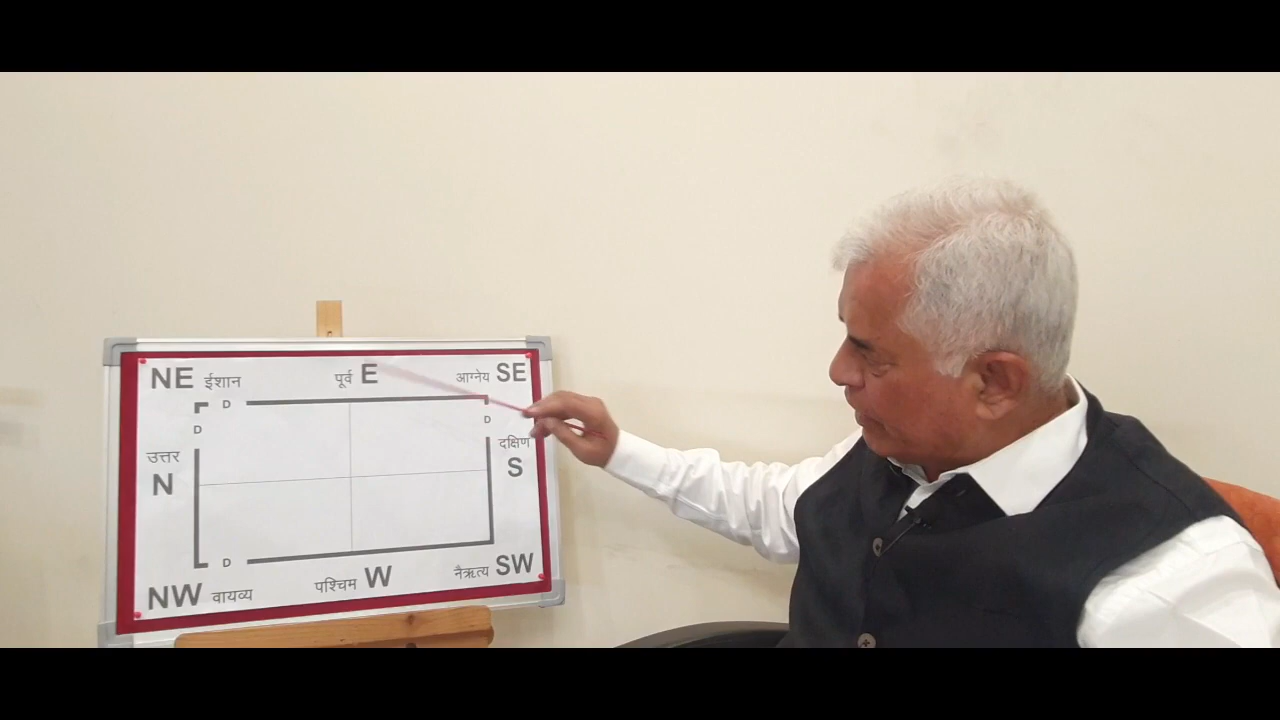 NE ईशान पूर्व E आग्नेय SE
D
D D
उत्तर दक्षिण
N S
D
NW वायव्य पश्चिम W नैऋत्य SW